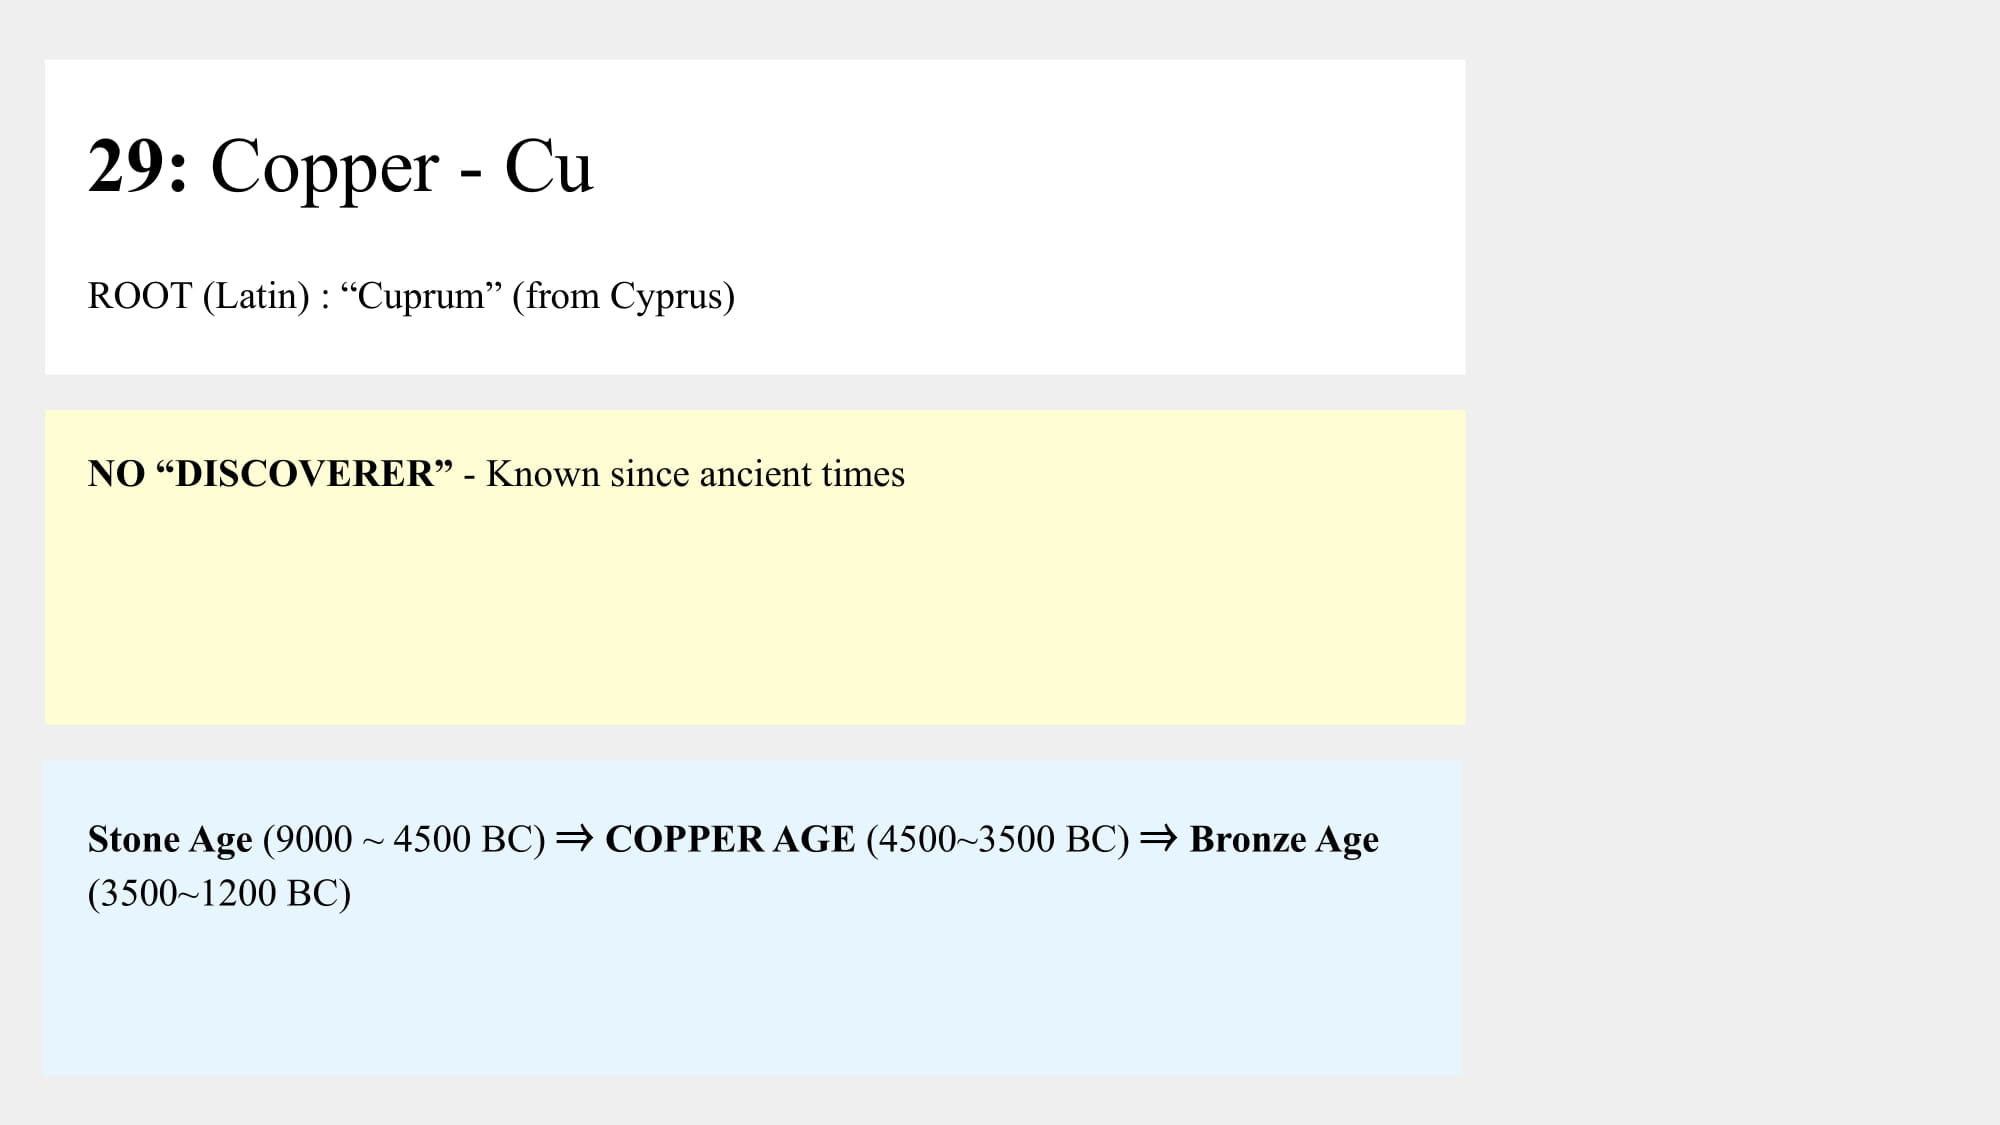 29: Copper - Cu
ROOT (Latin) : “Cuprum” (from Cyprus)
NO “DISCOVERER” - Known since ancient times
Stone Age (9000 ~ 4500 BC) ⇒ COPPER AGE (4500~3500 BC) ⇒ Bronze Age
(3500~1200 BC)